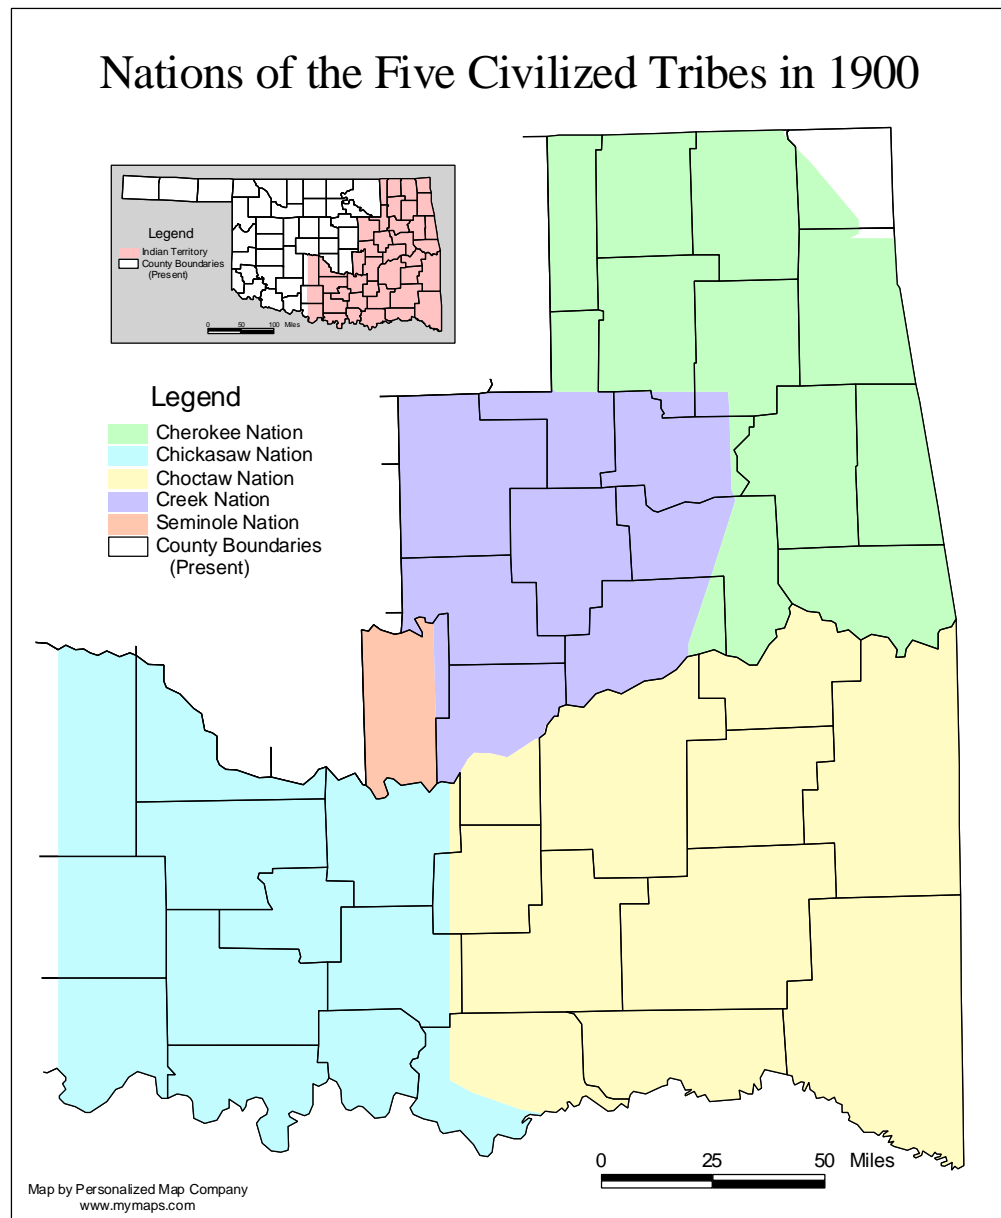 Nations of the Five Civilized Tribes in 1900
Legend
Indian Territory
County Boundaries
(Present)
0 50 100 Miles
Legend
Cherokee Nation
Chickasaw Nation
Choctaw Nation
Creek Nation
Seminole Nation
County Boundaries
(Present)
0 25 50 Miles
Map by Personalized Map Company
www.mymaps.com